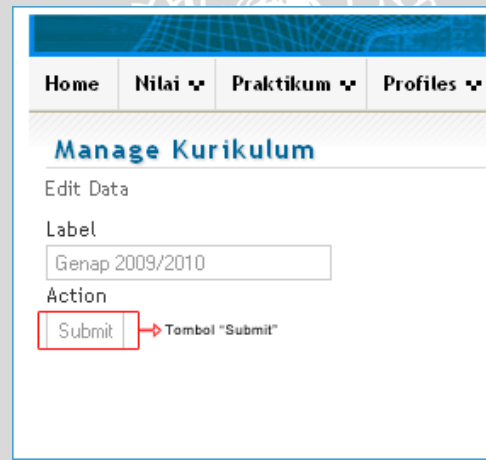 Home Nilai Praktikum Profiles
Manage Kurikulum
Edit Data
Label
Genap 2009/2010
Action
Submit Tombol "Submit"